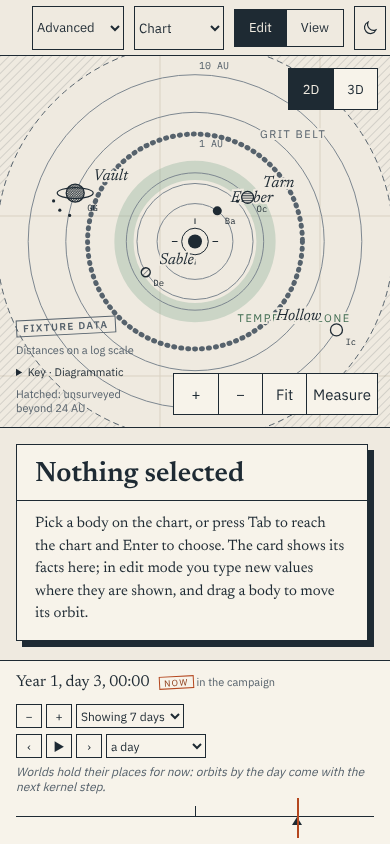 Advanced
Chart
Edit
View
10 AU
2D
3D
GRIT BELT
1 AU
Vault
GG
Tarn
Ember
Oc
Ba
Sable
De
TEMP
Hollow
ONE
Ic
FIXTURE DATA
Distances on a log scale
Key · Diagrammatic
Hatched: unsurveyed
beyond 24 AU
+
−
Fit
Measure
Nothing selected
Pick a body on the chart, or press Tab to reach
the chart and Enter to choose. The card shows its
facts here; in edit mode you type new values
where they are shown, and drag a body to move
its orbit.
Year 1, day 3, 00:00
NOW
in the campaign
−
+
Showing 7 days
‹
›
a day
Worlds hold their places for now: orbits by the day come with the
next kernel step.